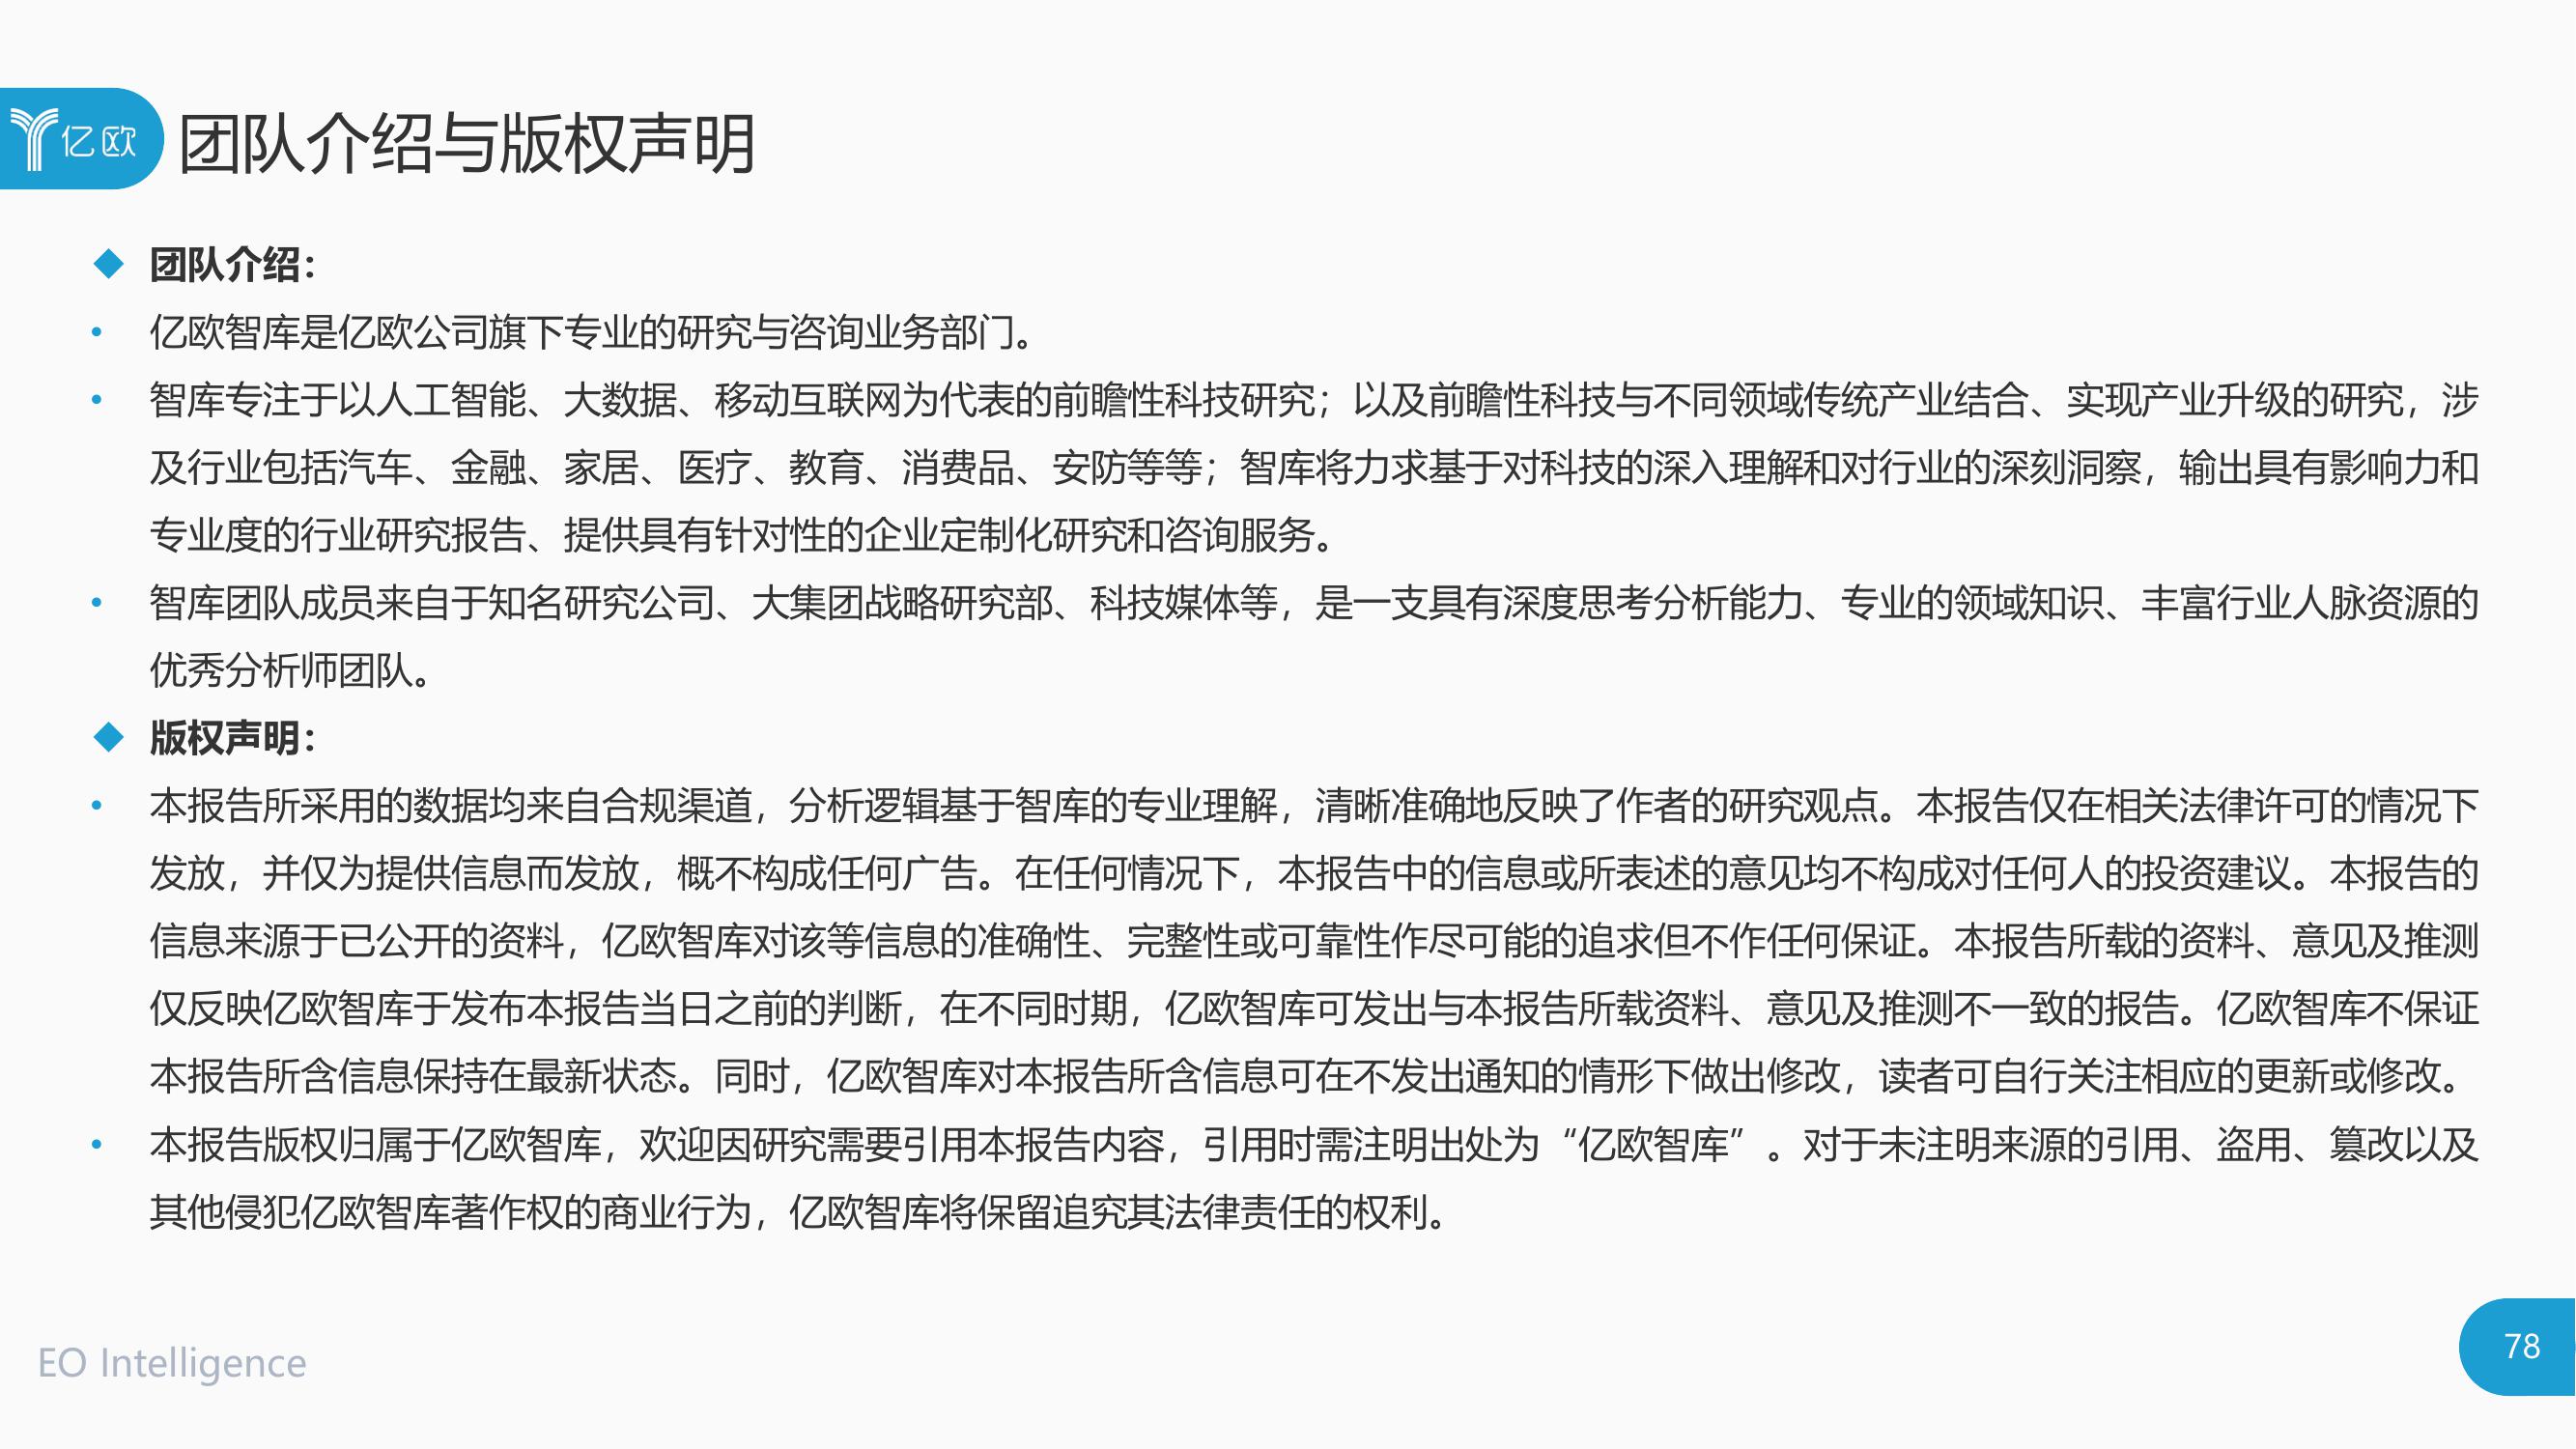 亿欧
团队介绍与版权声明
◆ 团队介绍：
• 亿欧智库是亿欧公司旗下专业的研究与咨询业务部门。
• 智库专注于以人工智能、大数据、移动互联网为代表的前瞻性科技研究；以及前瞻性科技与不同领域传统产业结合、实现产业升级的研究，涉
及行业包括汽车、金融、家居、医疗、教育、消费品、安防等等；智库将力求基于对科技的深入理解和对行业的深刻洞察，输出具有影响力和
专业度的行业研究报告、提供具有针对性的企业定制化研究和咨询服务。
• 智库团队成员来自于知名研究公司、大集团战略研究部、科技媒体等，是一支具有深度思考分析能力、专业的领域知识、丰富行业人脉资源的
优秀分析师团队。
◆ 版权声明：
• 本报告所采用的数据均来自合规渠道，分析逻辑基于智库的专业理解，清晰准确地反映了作者的研究观点。本报告仅在相关法律许可的情况下
发放，并仅为提供信息而发放，概不构成任何广告。在任何情况下，本报告中的信息或所表述的意见均不构成对任何人的投资建议。本报告的
信息来源于已公开的资料，亿欧智库对该等信息的准确性、完整性或可靠性作尽可能的追求但不作任何保证。本报告所载的资料、意见及推测
仅反映亿欧智库于发布本报告当日之前的判断，在不同时期，亿欧智库可发出与本报告所载资料、意见及推测不一致的报告。亿欧智库不保证
本报告所含信息保持在最新状态。同时，亿欧智库对本报告所含信息可在不发出通知的情形下做出修改，读者可自行关注相应的更新或修改。
• 本报告版权归属于亿欧智库，欢迎因研究需要引用本报告内容，引用时需注明出处为“亿欧智库”。对于未注明来源的引用、盗用、篡改以及
其他侵犯亿欧智库著作权的商业行为，亿欧智库将保留追究其法律责任的权利。
EO Intelligence
78